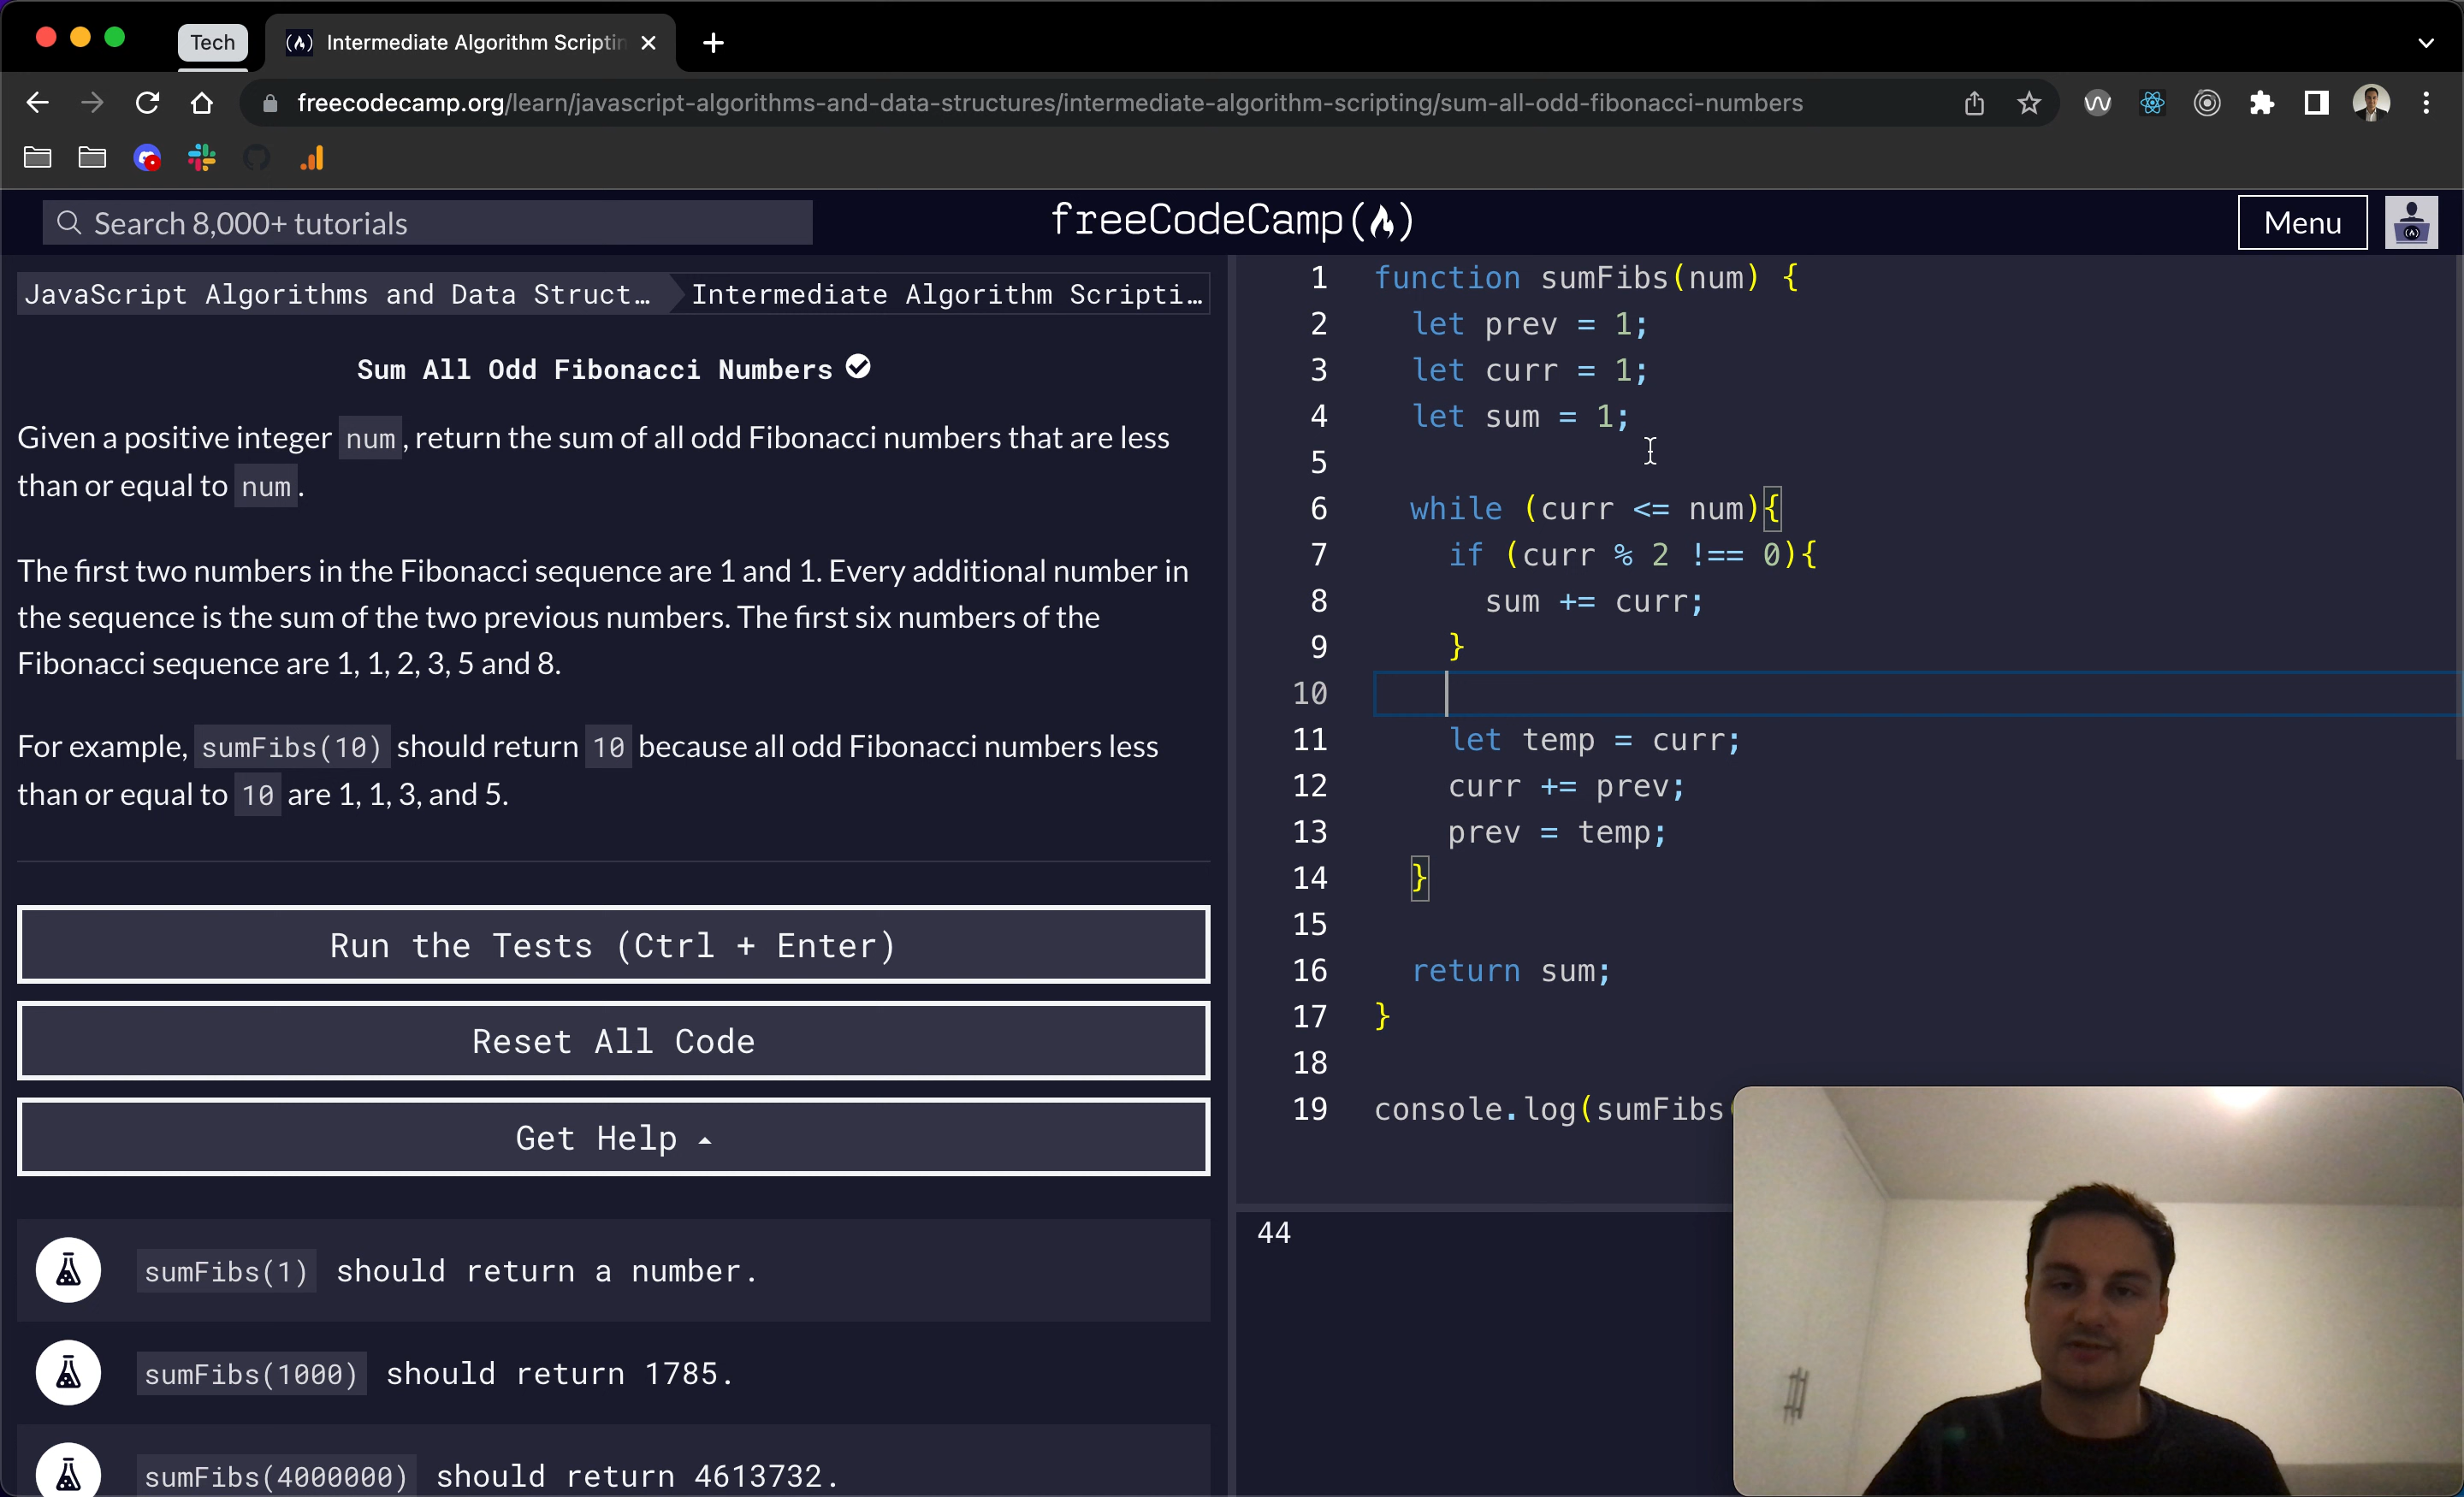 Tech
Intermediate Algorithm Scriptin
freecodecamp.org/learn/javascript-algorithms-and-data-structures/intermediate-algorithm-scripting/sum-all-odd-fibonacci-numbers
Search 8,000+ tutorials
freeCodeCamp
Menu
JavaScript Algorithms and Data Struct…
Intermediate Algorithm Scripti…
Sum All Odd Fibonacci Numbers
Given a positive integer num, return the sum of all odd Fibonacci numbers that are less
than or equal to num.
The first two numbers in the Fibonacci sequence are 1 and 1. Every additional number in
the sequence is the sum of the two previous numbers. The first six numbers of the
Fibonacci sequence are 1, 1, 2, 3, 5 and 8.
For example, sumFibs(10) should return 10 because all odd Fibonacci numbers less
than or equal to 10 are 1, 1, 3, and 5.
Run the Tests (Ctrl + Enter)
Reset All Code
Get Help
sumFibs(1) should return a number.
sumFibs(1000) should return 1785.
sumFibs(4000000) should return 4613732.
1 function sumFibs(num) {
2 let prev = 1;
3 let curr = 1;
4 let sum = 1;
5
6 while (curr <= num){
7 if (curr % 2 !== 0){
8 sum += curr;
9 }
10
11 let temp = curr;
12 curr += prev;
13 prev = temp;
14 }
15
16 return sum;
17 }
18
19 console.log(sumFibs(
44